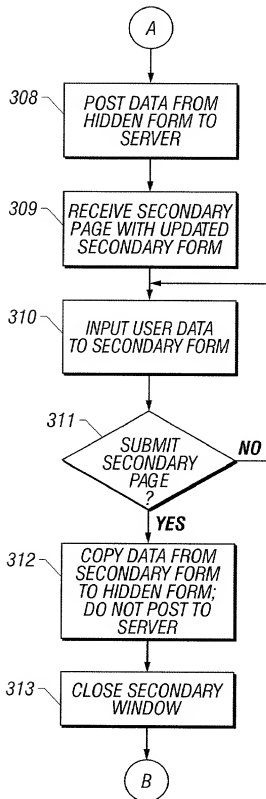 A
308
POST DATA FROM
HIDDEN FORM TO
SERVER
309
RECEIVE SECONDARY
PAGE WITH UPDATED
SECONDARY FORM
310
INPUT USER DATA
TO SECONDARY FORM
311
SUBMIT
SECONDARY
PAGE
?
NO
YES
312
COPY DATA FROM
SECONDARY FORM
TO HIDDEN FORM;
DO NOT POST TO
SERVER
313
CLOSE SECONDARY
WINDOW
B